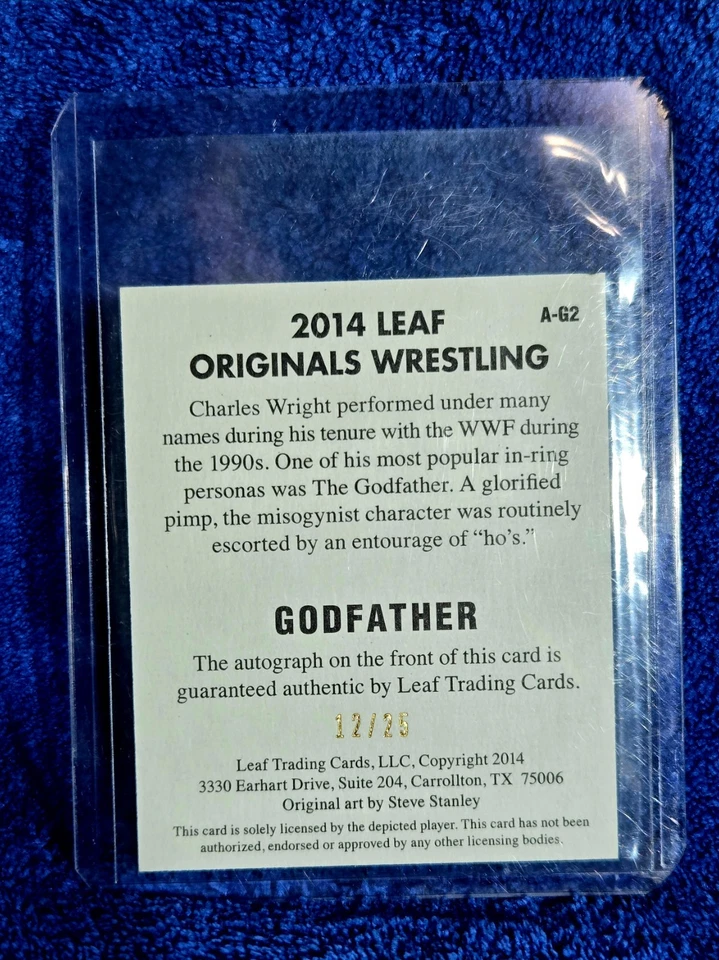 2014 LEAF
A-G2
ORIGINALS WRESTLING
Charles Wright performed under many
names during his tenure with the WWF during
the 1990s. One of his most popular in-ring
personas was The Godfather. A glorified
pimp, the misogynist character was routinely
escorted by an entourage of “ho's.”
GODFATHER
The autograph on the front of this card is
guaranteed authentic by Leaf Trading Cards.
12/25
Leaf Trading Cards, LLC, Copyright 2014
3330 Earhart Drive, Suite 204, Carrollton, TX 75006
Original art by Steve Stanley
This card is solely licensed by the depicted player. This card has not been
authorized, endorsed or approved by any other licensing bodies.